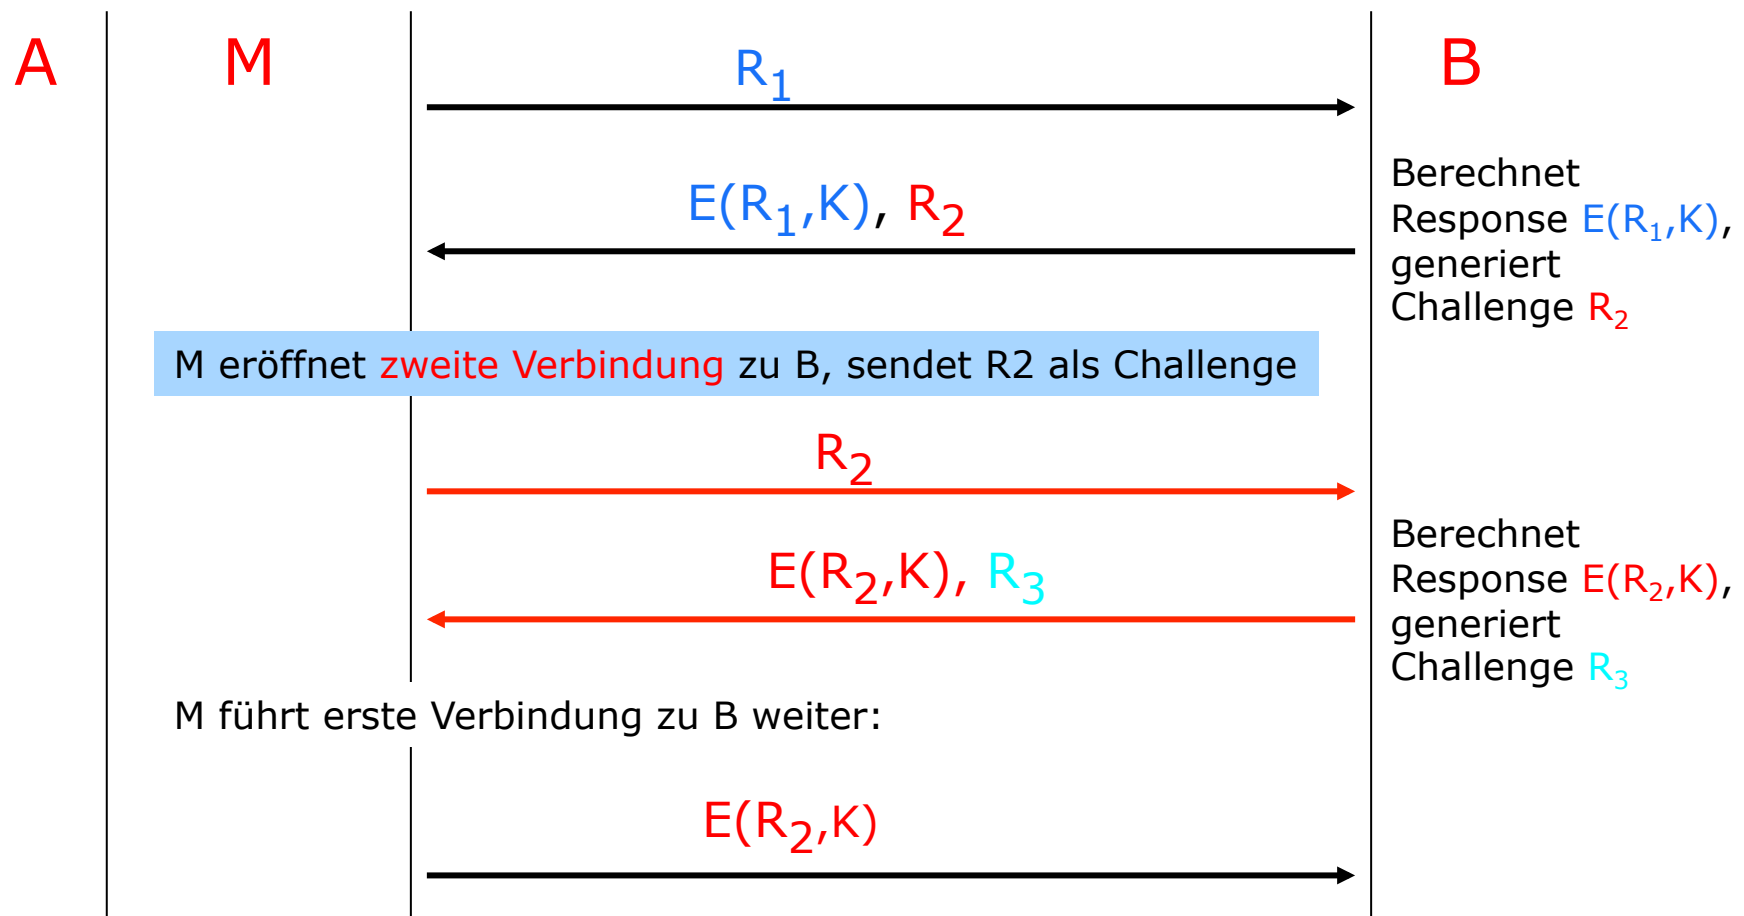 A
M
B
R₁
E(R₁,K), R₂
Berechnet
Response E(R₁,K),
generiert
Challenge R₂
M eröffnet zweite Verbindung zu B, sendet R2 als Challenge
R₂
E(R₂,K), R₃
Berechnet
Response E(R₂,K),
generiert
Challenge R₃
M führt erste Verbindung zu B weiter:
E(R₂,K)